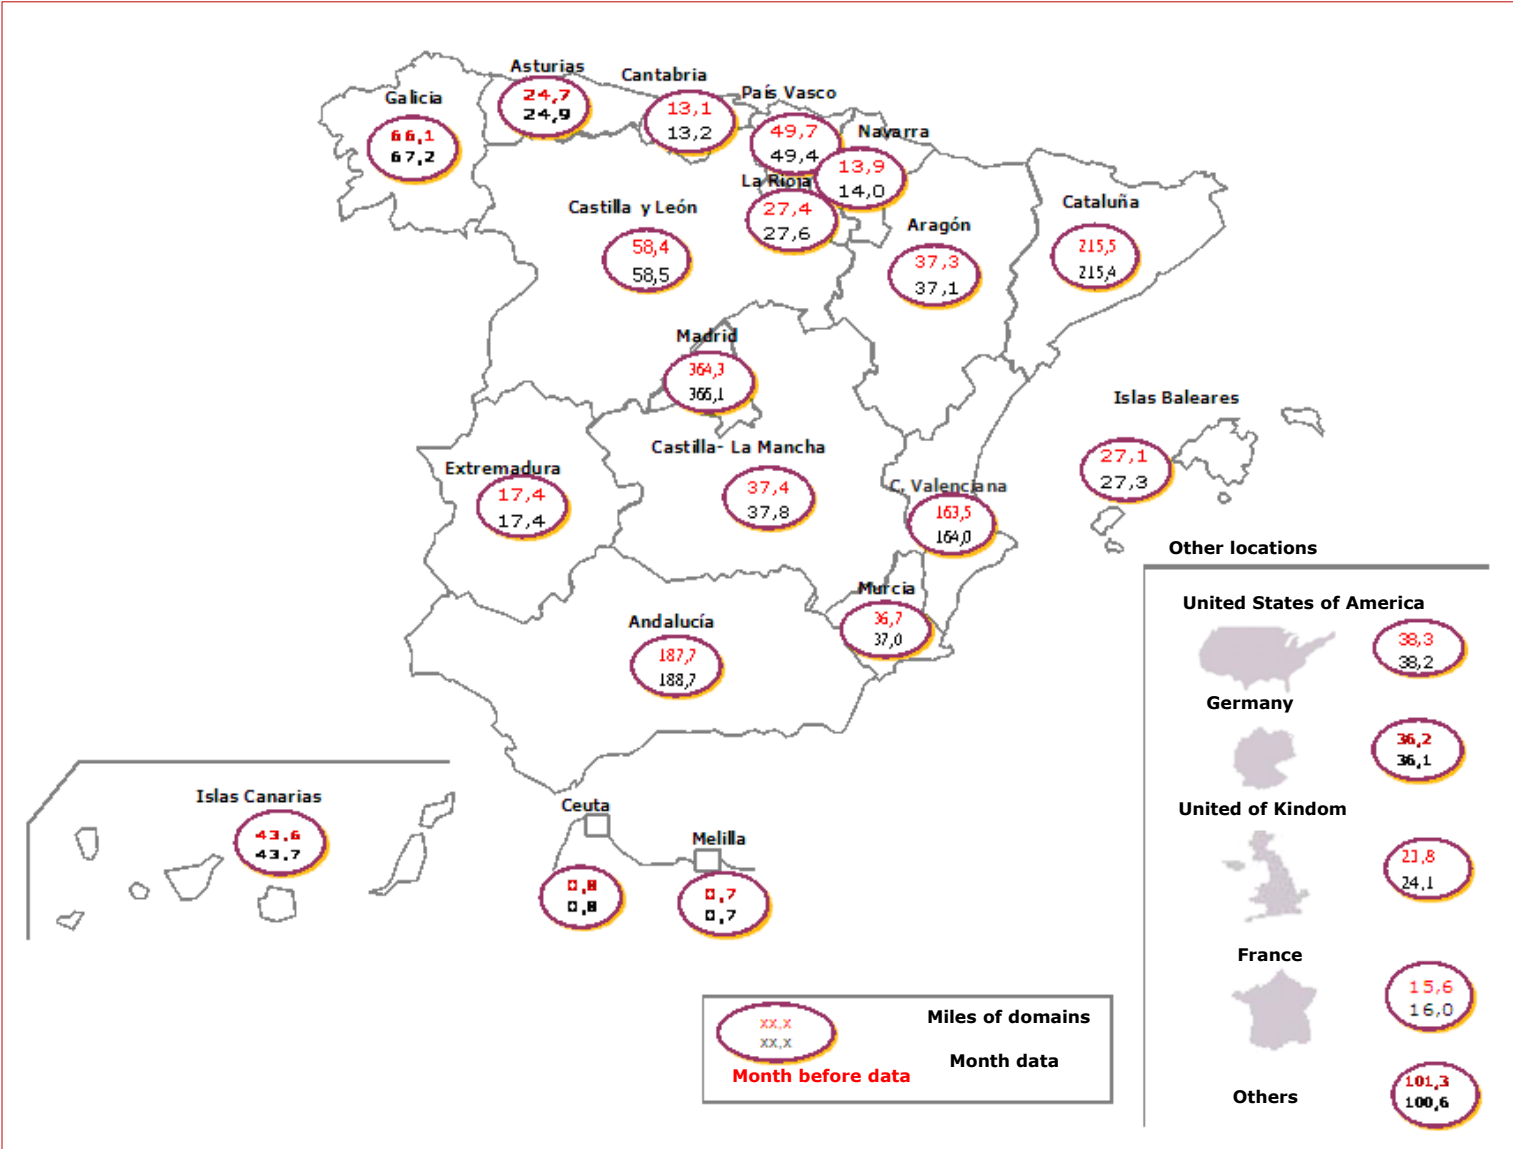 Asturias
24,7
24,9
Cantabria
13,1
13,2
País Vasco
49,7
49,4
Galicia
66,1
67,2
Navarra
13,9
14,0
La Rioja
27,4
27,6
Castilla y León
58,4
58,5
Aragón
37,3
37,1
Cataluña
215,5
215,4
Madrid
364,3
366,1
Islas Baleares
27,1
27,3
Castilla- La Mancha
37,4
37,8
Extremadura
17,4
17,4
C. Valenciana
163,5
164,0
Murcia
36,7
37,0
Andalucía
187,7
188,7
Islas Canarias
43,6
43,7
Ceuta
0,8
0,8
Melilla
0,7
0,7
Other locations
United States of America
38,3
38,2
Germany
36,2
36,1
United of Kindom
23,8
24,1
France
15,6
16,0
Others
101,3
100,6
xx,x
xx,x
Miles of domains
Month data
Month before data